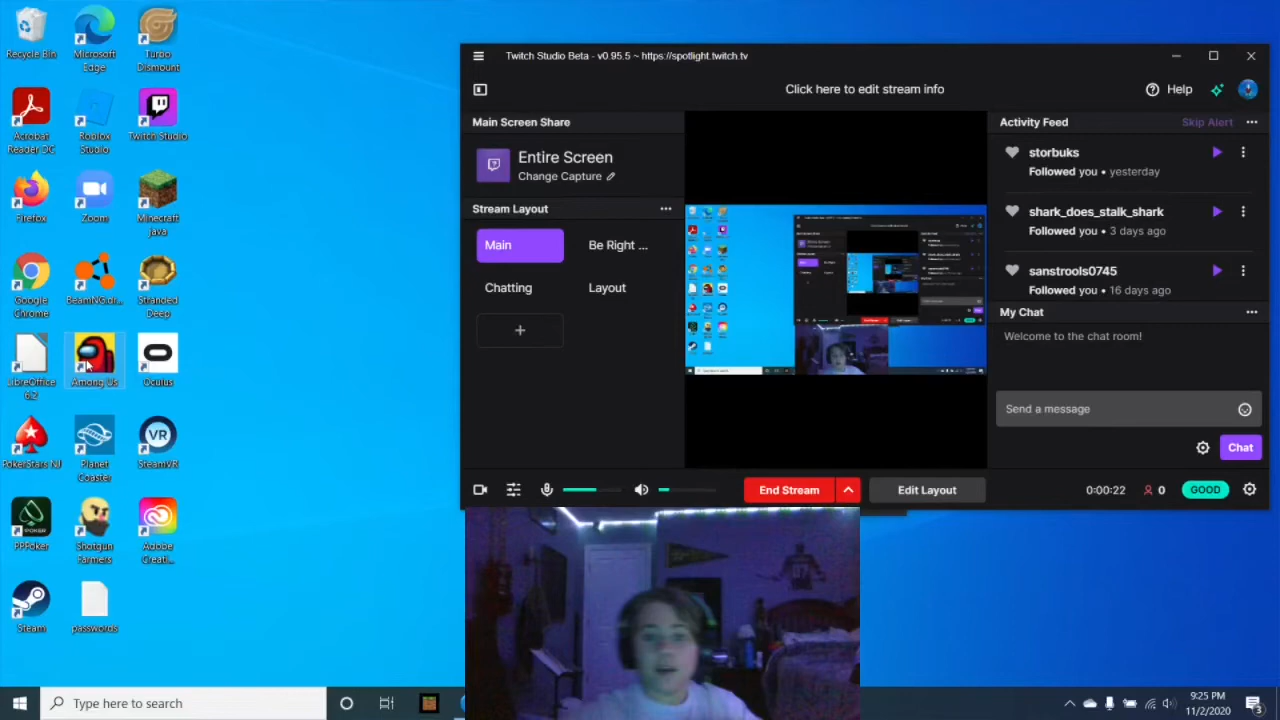 Recycle Bin
Microsoft
Edge
Turbo
Dismount
Acrobat
Reader DC
Roblox
Studio
Twitch Studio
Firefox
Zoom
Minecraft
java
Google
Chrome
BeamNG.dri...
Stranded
Deep
LibreOffice
6.2
Among Us
Oculus
PokerStars NJ
Planet
Coaster
SteamVR
PPPoker
Shotgun
Farmers
Adobe
Creati...
Steam
passwords
Twitch Studio Beta - v0.95.5 ~ https://spotlight.twitch.tv
Click here to edit stream info
Help
Main Screen Share
Entire Screen
Change Capture
Stream Layout
Main
Be Right ...
Chatting
Layout
+
Activity Feed
Skip Alert
storbuks
Followed you • yesterday
shark_does_stalk_shark
Followed you • 3 days ago
sanstrools0745
Followed you • 16 days ago
My Chat
Welcome to the chat room!
Send a message
Chat
End Stream
Edit Layout
0:00:22
0
GOOD
Type here to search
9:25 PM
11/2/2020
3